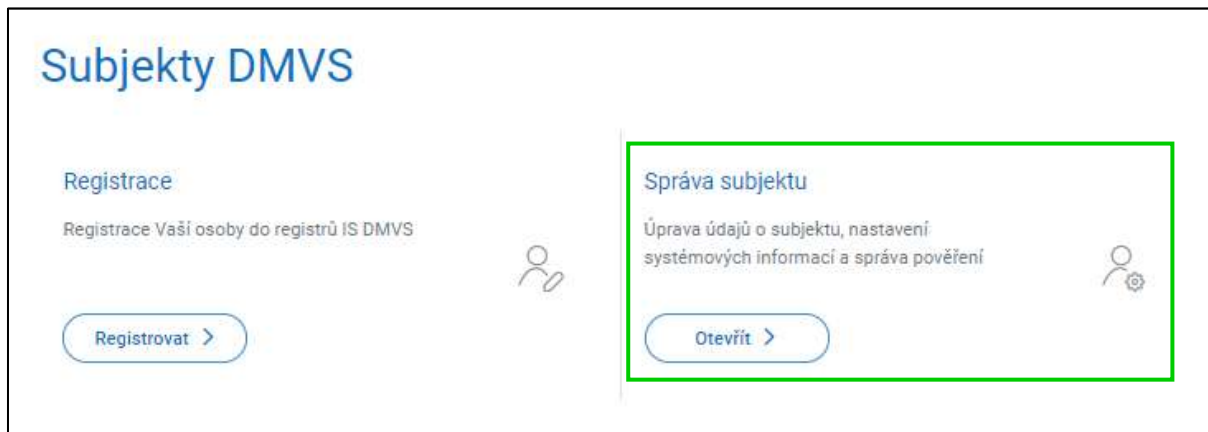 Subjekty DMVS
Registrace
Registrace Vaší osoby do registrů IS DMVS
Registrovat
Správa subjektu
Úprava údajů o subjektu, nastavení
systémových informací a správa pověření
Otevřít